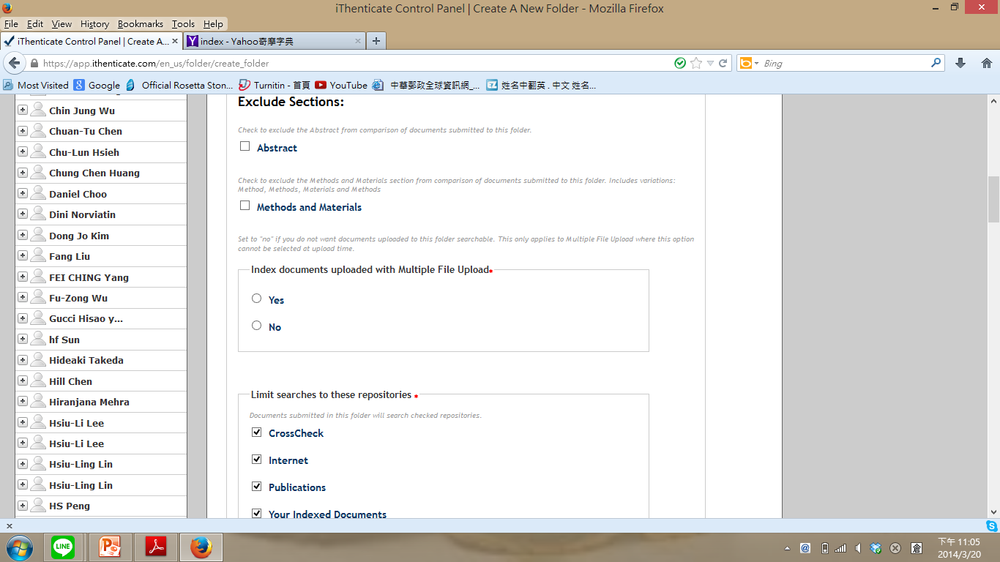 iThenticate Control Panel | Create A New Folder - Mozilla Firefox
File Edit View History Bookmarks Tools Help
iThenticate Control Panel | Create A...
index - Yahoo奇摩字典
https://app.ithenticate.com/en_us/folder/create_folder
Bing
Most Visited Google Official Rosetta Ston... Turnitin - 首頁 YouTube 中華郵政全球資訊網_... 姓名中翻英 . 中文 姓名...
Chin Jung Wu
Chuan-Tu Chen
Chu-Lun Hsieh
Chung Chen Huang
Daniel Choo
Dini Norviatin
Dong Jo Kim
Fang Liu
FEI CHING Yang
Fu-Zong Wu
Gucci Hisao y...
hf Sun
Hideaki Takeda
Hill Chen
Hiranjana Mehra
Hsiu-Li Lee
Hsiu-Li Lee
Hsiu-Ling Lin
Hsiu-Ling Lin
HS Peng
Exclude Sections:
Check to exclude the Abstract from comparison of documents submitted to this folder.
Abstract
Check to exclude the Methods and Materials section from comparison of documents submitted to this folder. Includes variations:
Method, Methods, Materials and Methods
Methods and Materials
Set to "no" if you do not want documents uploaded to this folder searchable. This only applies to Multiple File Upload where this option
cannot be selected at upload time.
Index documents uploaded with Multiple File Upload*
Yes
No
Limit searches to these repositories *
Documents submitted in this folder will search checked repositories.
CrossCheck
Internet
Publications
Your Indexed Documents
LINE
倉
下午 11:05
2014/3/20